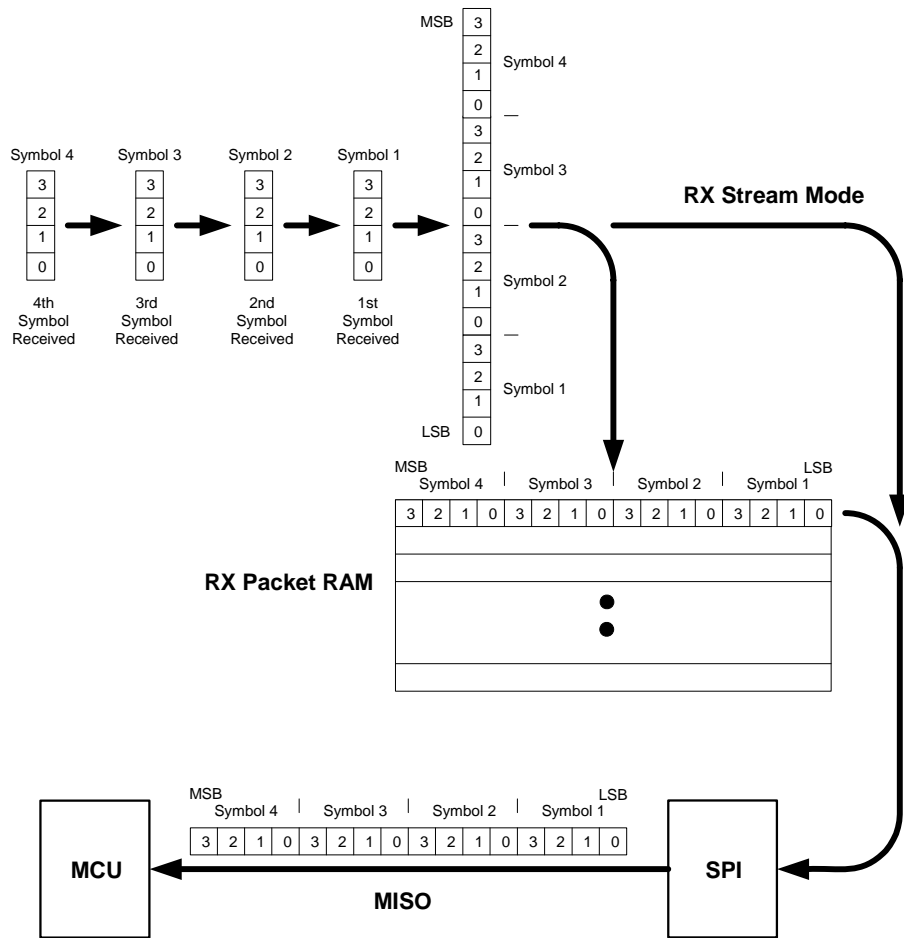 MSB
3
2
1
0
Symbol 4
3
2
1
0
Symbol 3
3
2
1
0
Symbol 2
3
2
1
0
Symbol 1
LSB
Symbol 4
3
2
1
0
4th
Symbol
Received
Symbol 3
3
2
1
0
3rd
Symbol
Received
Symbol 2
3
2
1
0
2nd
Symbol
Received
Symbol 1
3
2
1
0
1st
Symbol
Received
RX Stream Mode
MSB LSB
Symbol 4 Symbol 3 Symbol 2 Symbol 1
3 2 1 0 3 2 1 0 3 2 1 0 3 2 1 0
RX Packet RAM
MSB LSB
Symbol 4 Symbol 3 Symbol 2 Symbol 1
3 2 1 0 3 2 1 0 3 2 1 0 3 2 1 0
MCU
MISO
SPI